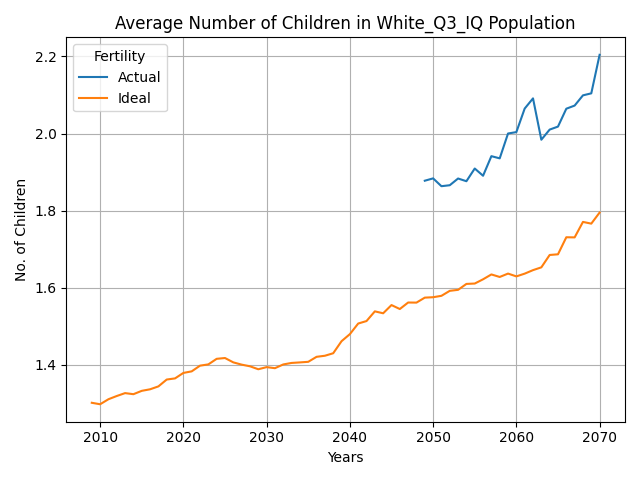 Average Number of Children in White_Q3_IQ Population
Fertility
Actual
Ideal
No. of Children
2.2
2.0
1.8
1.6
1.4
2010 2020 2030 2040 2050 2060 2070
Years